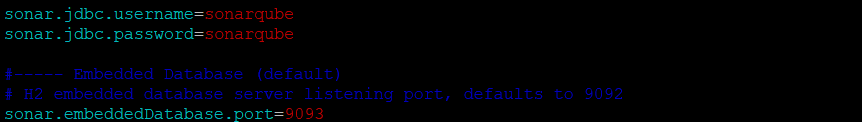 sonar.jdbc.username=sonarqube
sonar.jdbc.password=sonarqube
#----- Embedded Database (default)
# H2 embedded database server listening port, defaults to 9092
sonar.embeddedDatabase.port=9093